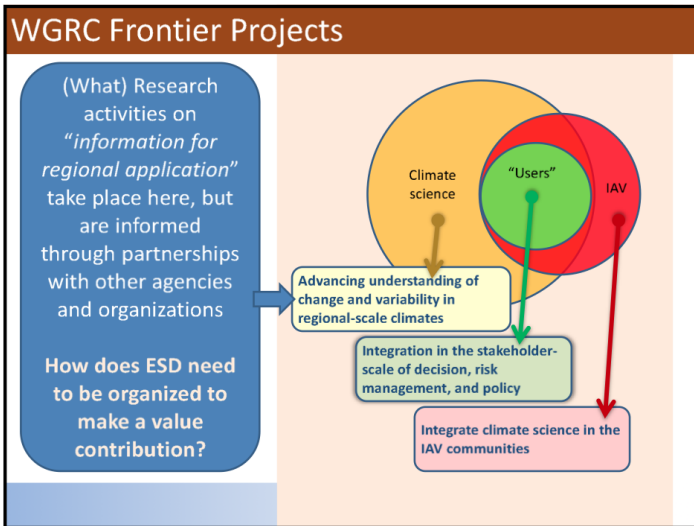 WGRC Frontier Projects
(What) Research
activities on
“information for
regional application”
take place here, but
are informed
through partnerships
with other agencies
and organizations
How does ESD need
to be organized to
make a value
contribution?
Climate
science
“Users”
IAV
Advancing understanding of
change and variability in
regional-scale climates
Integration in the stakeholder-
scale of decision, risk
management, and policy
Integrate climate science in the
IAV communities